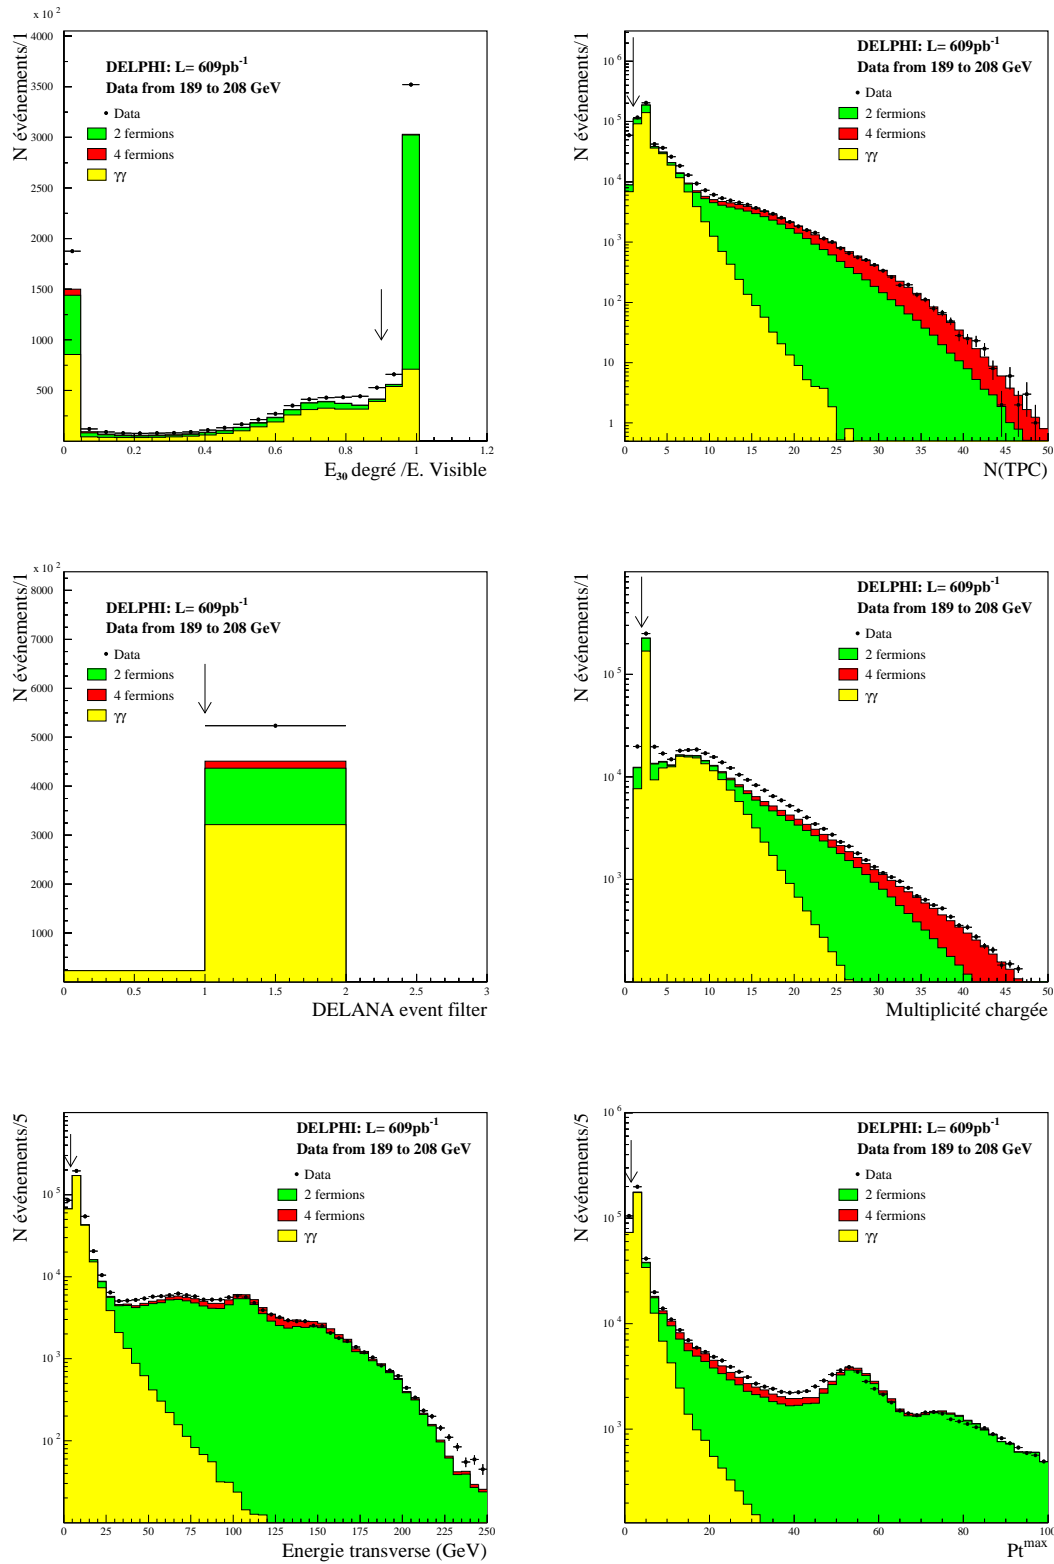 x 10 2
N événements/1
4000
3500
3000
2500
2000
1500
1000
500
DELPHI: L= 609pb-1
Data from 189 to 208 GeV
Data
2 fermions
4 fermions
γγ
0 0.2 0.4 0.6 0.8 1 1.2
E30 degré /E. Visible
N événements/1
10 6
10 5
10 4
10 3
10 2
10
1
DELPHI: L= 609pb-1
Data from 189 to 208 GeV
Data
2 fermions
4 fermions
γγ
0 5 10 15 20 25 30 35 40 45 50
N(TPC)
x 10 2
N événements/1
8000
7000
6000
5000
4000
3000
2000
1000
DELPHI: L= 609pb-1
Data from 189 to 208 GeV
Data
2 fermions
4 fermions
γγ
0 0.5 1 1.5 2 2.5 3
DELANA event filter
N événements/1
10 5
10 4
10 3
DELPHI: L= 609pb-1
Data from 189 to 208 GeV
Data
2 fermions
4 fermions
γγ
0 5 10 15 20 25 30 35 40 45 50
Multiplicité chargée
N événements/5
10 5
10 4
10 3
10 2
DELPHI: L= 609pb-1
Data from 189 to 208 GeV
Data
2 fermions
4 fermions
γγ
0 25 50 75 100 125 150 175 200 225 250
Energie transverse (GeV)
N événements/5
10 6
10 5
10 4
10 3
DELPHI: L= 609pb-1
Data from 189 to 208 GeV
Data
2 fermions
4 fermions
γγ
0 20 40 60 80 100
Ptmax